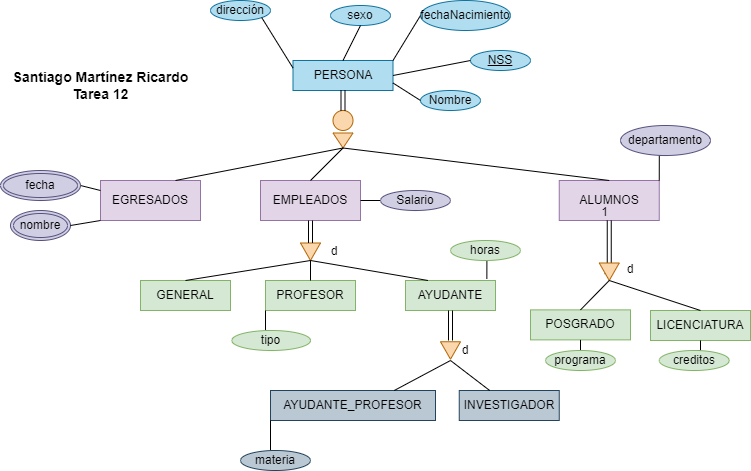 dirección
sexo
fechaNacimiento
Santiago Martínez Ricardo
Tarea 12
PERSONA
NSS
Nombre
departamento
fecha
nombre
EGRESADOS
EMPLEADOS
Salario
ALUMNOS
1
d
horas
d
GENERAL
PROFESOR
AYUDANTE
tipo
POSGRADO
LICENCIATURA
programa
creditos
d
AYUDANTE_PROFESOR
INVESTIGADOR
materia